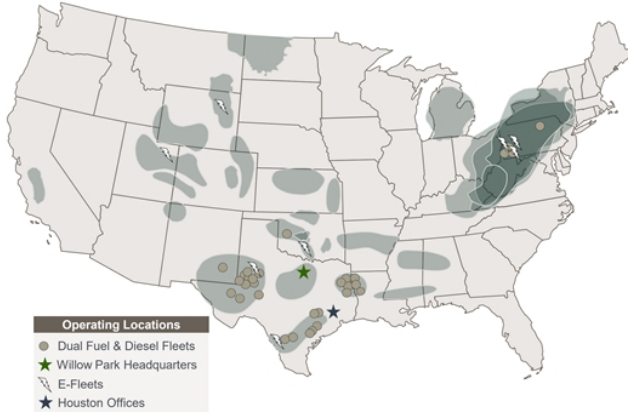 Operating Locations
Dual Fuel & Diesel Fleets
Willow Park Headquarters
E-Fleets
Houston Offices